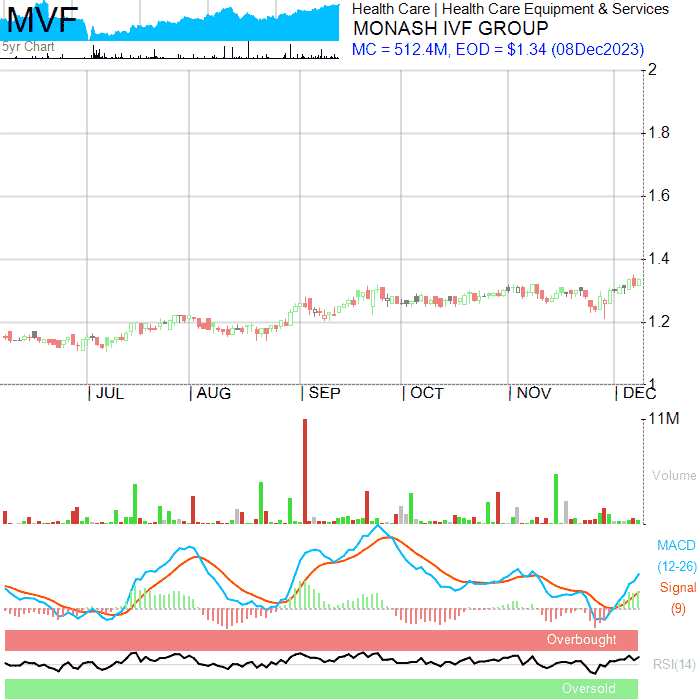 MVF
5yr Chart
Health Care | Health Care Equipment & Services
MONASH IVF GROUP
MC = 512.4M, EOD = $1.34 (08Dec2023)
2
1.8
1.6
1.4
1.2
1
JUL
AUG
SEP
OCT
NOV
DEC
11M
Volume
MACD
(12-26)
Signal
(9)
Overbought
RSI(14)
Oversold